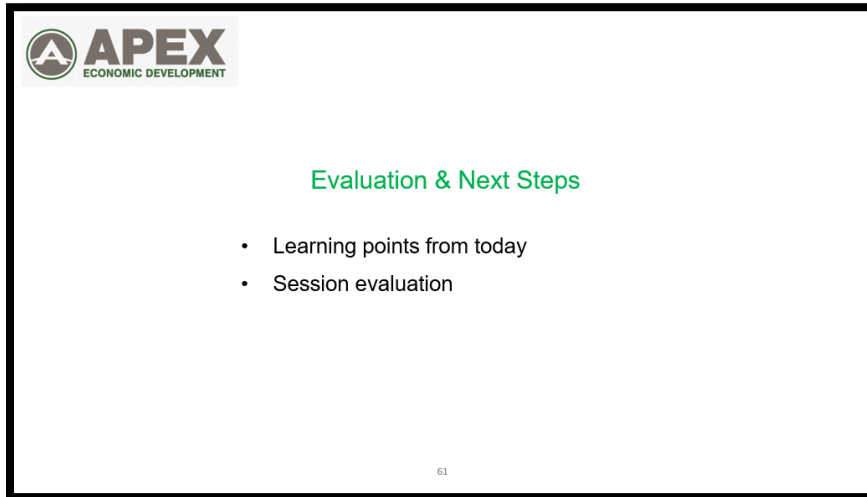 APEX
ECONOMIC DEVELOPMENT
Evaluation & Next Steps
• Learning points from today
• Session evaluation
61